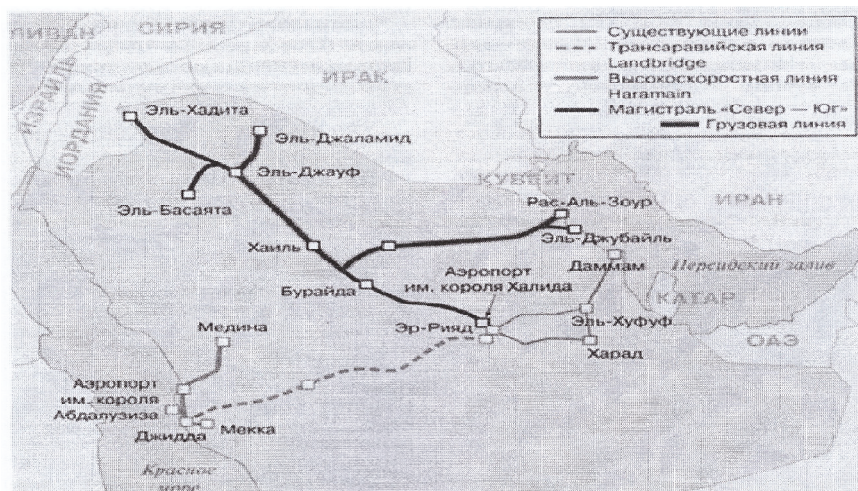 ЛИВАН
СИРИЯ
ИРАК
ИЗРАИЛЬ
ИОРДАНИЯ
Существующие линии
Трансаравийская линия
Landbridge
Высокоскоростная линия
Haramain
Магистраль «Север — Юг»
Грузовая линия
Эль-Хадита
Эль-Джаламид
Эль-Джауф
Эль-Басаята
КУВЕЙТ
ИРАН
Рас-Аль-Зоур
Хаиль
Эль-Джубайль
Аэропорт
им. короля Халида
Даммам
Персидский залив
Бурайда
КАТАР
Медина
Эр-Рияд
Эль-Хуфуф
ОАЭ
Харад
Аэропорт
им. короля
Абдалузиза
Джидда
Мекка
Красное
море